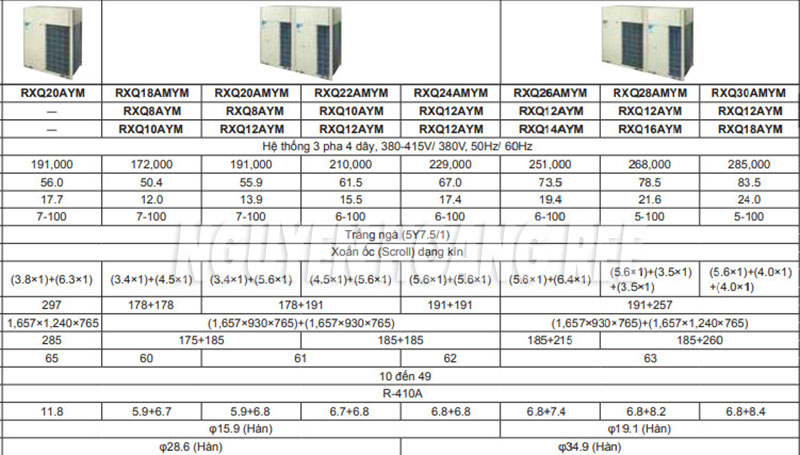 RXQ20AYM RXQ18AMYM RXQ20AMYM RXQ22AMYM RXQ24AMYM RXQ26AMYM RXQ28AMYM RXQ30AMYM
— RXQ8AYM RXQ8AYM RXQ10AYM RXQ12AYM RXQ12AYM RXQ12AYM RXQ12AYM
— RXQ10AYM RXQ12AYM RXQ12AYM RXQ12AYM RXQ14AYM RXQ16AYM RXQ18AYM
Hệ thống 3 pha 4 dây, 380-415V/ 380V, 50Hz/ 60Hz
191,000 172,000 191,000 210,000 229,000 251,000 268,000 285,000
56.0 50.4 55.9 61.5 67.0 73.5 78.5 83.5
17.7 12.0 13.9 15.5 17.4 19.4 21.6 24.0
7-100 7-100 7-100 6-100 6-100 6-100 5-100 5-100
NGUYEN HOANG REE
Trắng ngà (5Y7.5/1)
Xoắn ốc (Scroll) dạng kín
(3.8×1)+(6.3×1) (3.4×1)+(4.5×1) (3.4×1)+(5.6×1) (4.5×1)+(5.6×1) (5.6×1)+(5.6×1) (5.6×1)+(6.4×1) (5.6×1)+(3.5×1) (5.6×1)+(4.0×1)
+(3.5×1) +(4.0×1)
297 178+178 178+191 191+191 191+257
1,657×1,240×765 (1,657×930×765)+(1,657×930×765) (1,657×930×765)+(1,657×1,240×765)
285 175+185 185+185 185+215 185+260
65 60 61 62 63
10 đến 49
R-410A
11.8 5.9+6.7 5.9+6.8 6.7+6.8 6.8+6.8 6.8+7.4 6.8+8.2 6.8+8.4
φ15.9 (Hàn) φ19.1 (Hàn)
φ28.6 (Hàn) φ34.9 (Hàn)